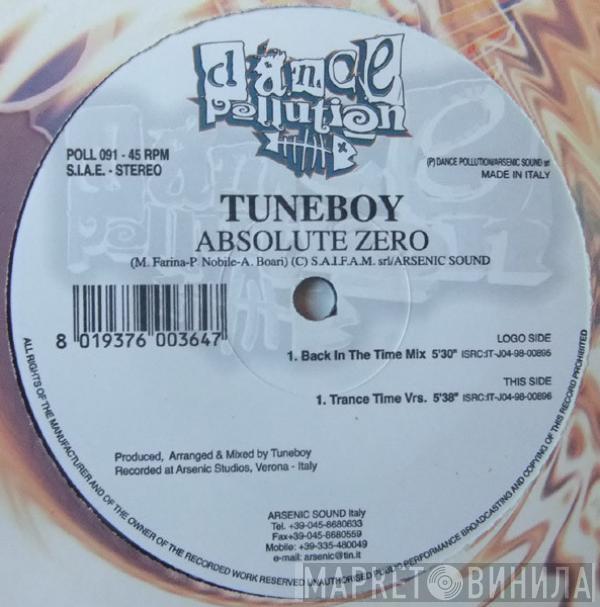 dance
pollution
POLL 091 - 45 RPM
S.I.A.E. - STEREO
(P) DANCE POLLUTION/ARSENIC SOUND srl
MADE IN ITALY
TUNEBOY
ABSOLUTE ZERO
(M. Farina-P Nobile-A. Boari) (C) S.A.I.F.A.M. srl/ARSENIC SOUND
8 019376 003647
LOGO SIDE
1. Back In The Time Mix 5'30" ISRC:IT-J04-98-00895
THIS SIDE
1. Trance Time Vrs. 5'38" ISRC:IT-J04-98-00896
Produced, Arranged & Mixed by Tuneboy
Recorded at Arsenic Studios, Verona - Italy
ARSENIC SOUND Italy
Tel. +39-045-8680633
Fax+39-045-8680559
Mobile: +39-335-480049
e-mail: arsenic@tin.it
ALL RIGHTS OF THE MANUFACTURER AND OF THE OWNER OF THE RECORDED WORK RESERVED UNAUTHORISED PUBLIC PERFORMANCE BROADCASTING AND COPYING OF THIS RECORD PROHIBITED
МАРКЕТ ВИНИЛА